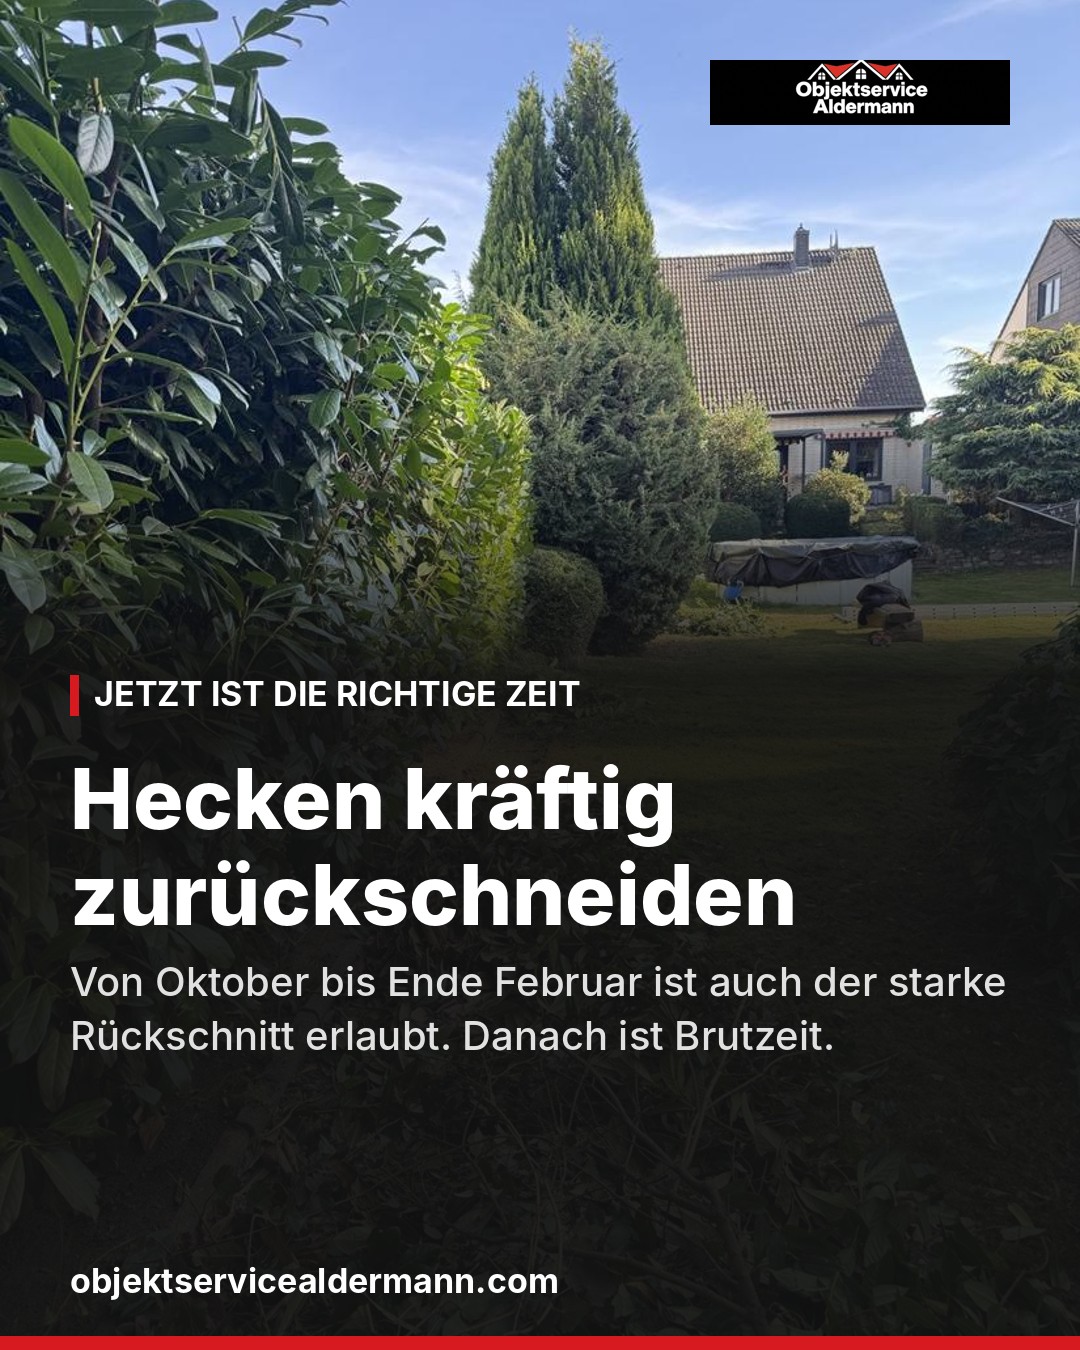 Objektservice
Aldermann
JETZT IST DIE RICHTIGE ZEIT
Hecken kräftig
zurückschneiden
Von Oktober bis Ende Februar ist auch der starke
Rückschnitt erlaubt. Danach ist Brutzeit.
objektservicealdermann.com